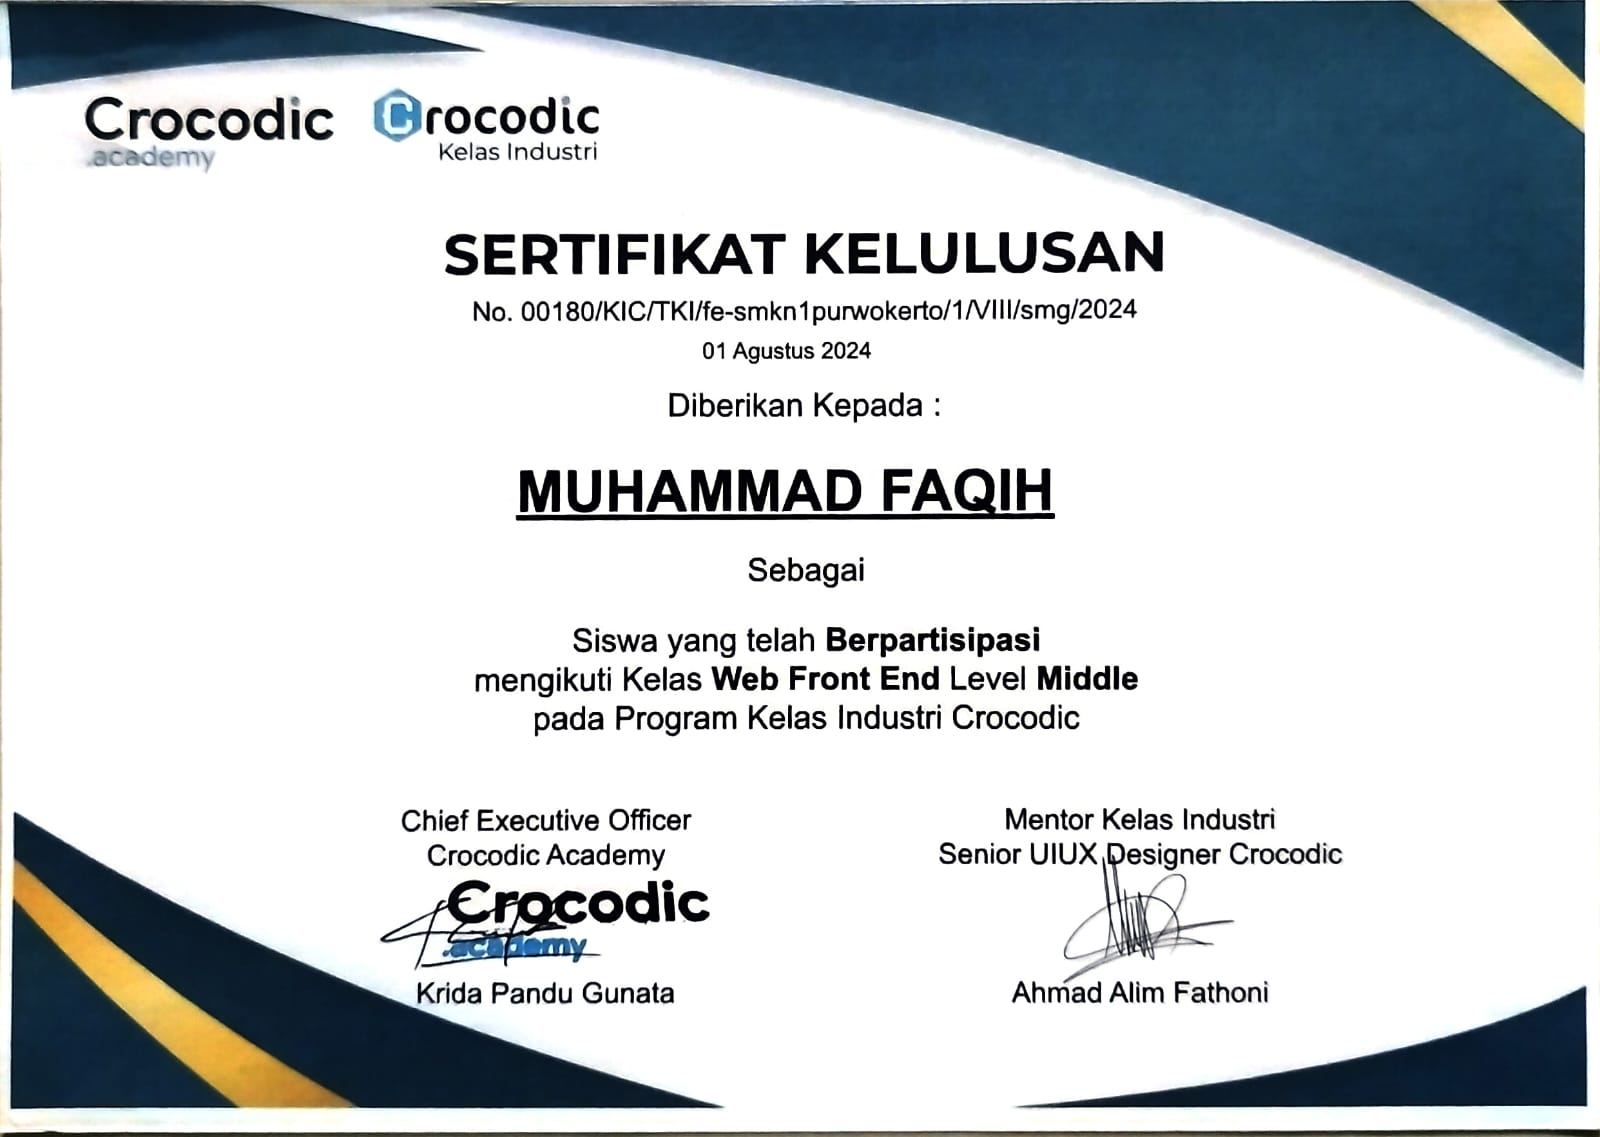 Crocodic
.academy
Crocodic
Kelas Industri
SERTIFIKAT KELULUSAN
No. 00180/KIC/TKI/fe-smkn1purwokerto/1/VIII/smg/2024
01 Agustus 2024
Diberikan Kepada :
MUHAMMAD FAQIH
Sebagai
Siswa yang telah Berpartisipasi
mengikuti Kelas Web Front End Level Middle
pada Program Kelas Industri Crocodic
Chief Executive Officer
Crocodic Academy
Crocodic
.academy
Krida Pandu Gunata
Mentor Kelas Industri
Senior UIUX Designer Crocodic
Ahmad Alim Fathoni